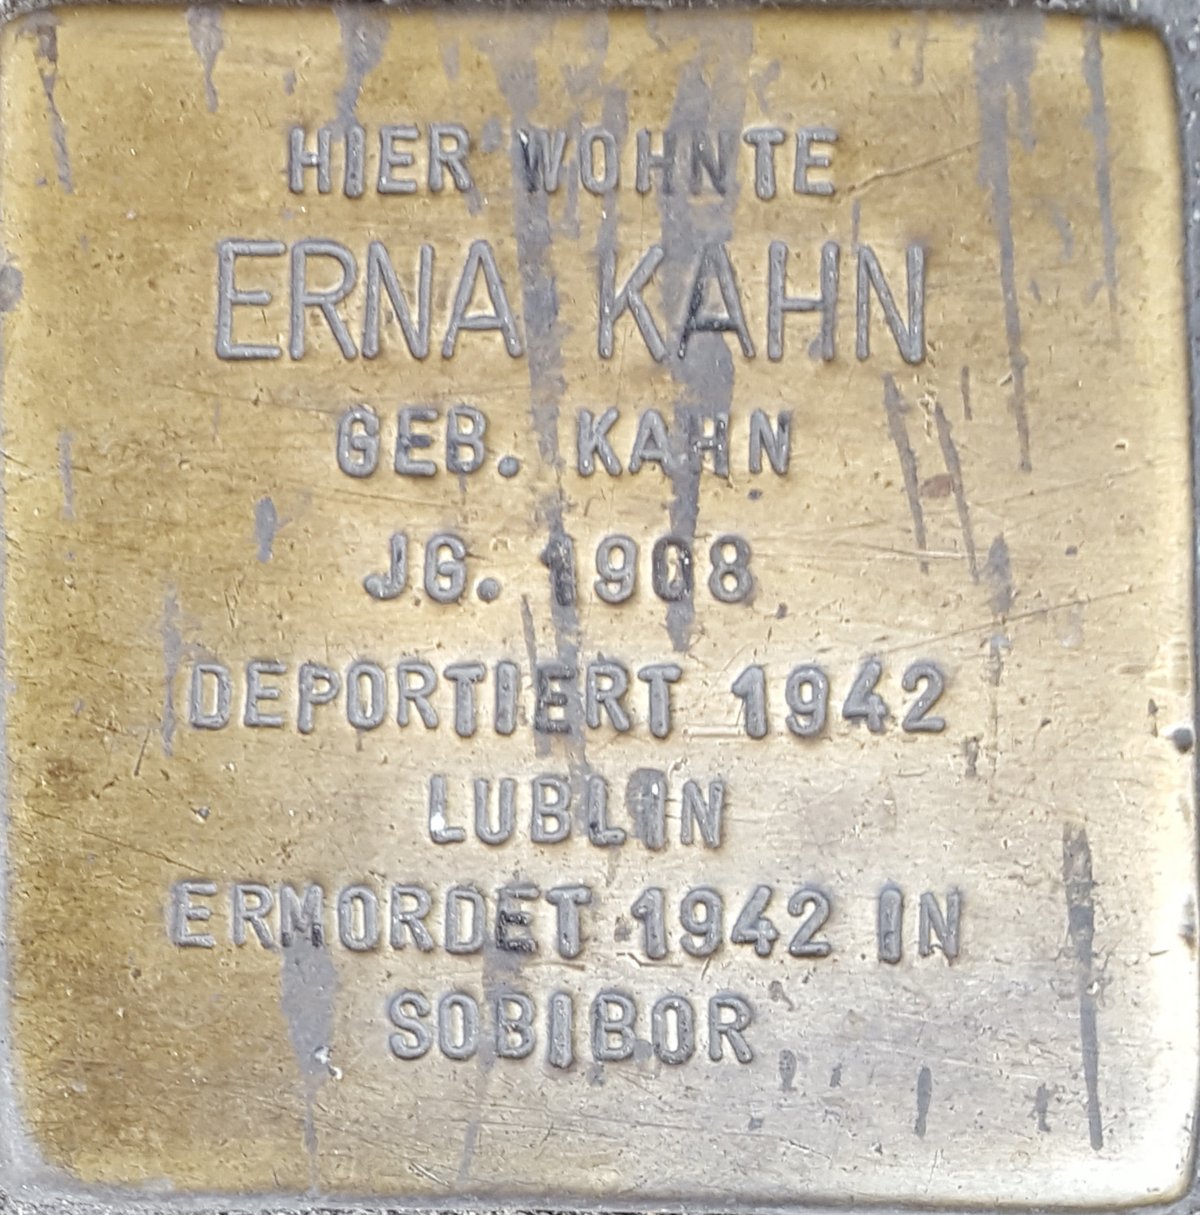 HIER WOHNTE
ERNA KAHN
GEB. KAHN
JG. 1908
DEPORTIERT 1942
LUBLIN
ERMORDET 1942 IN
SOBIBOR